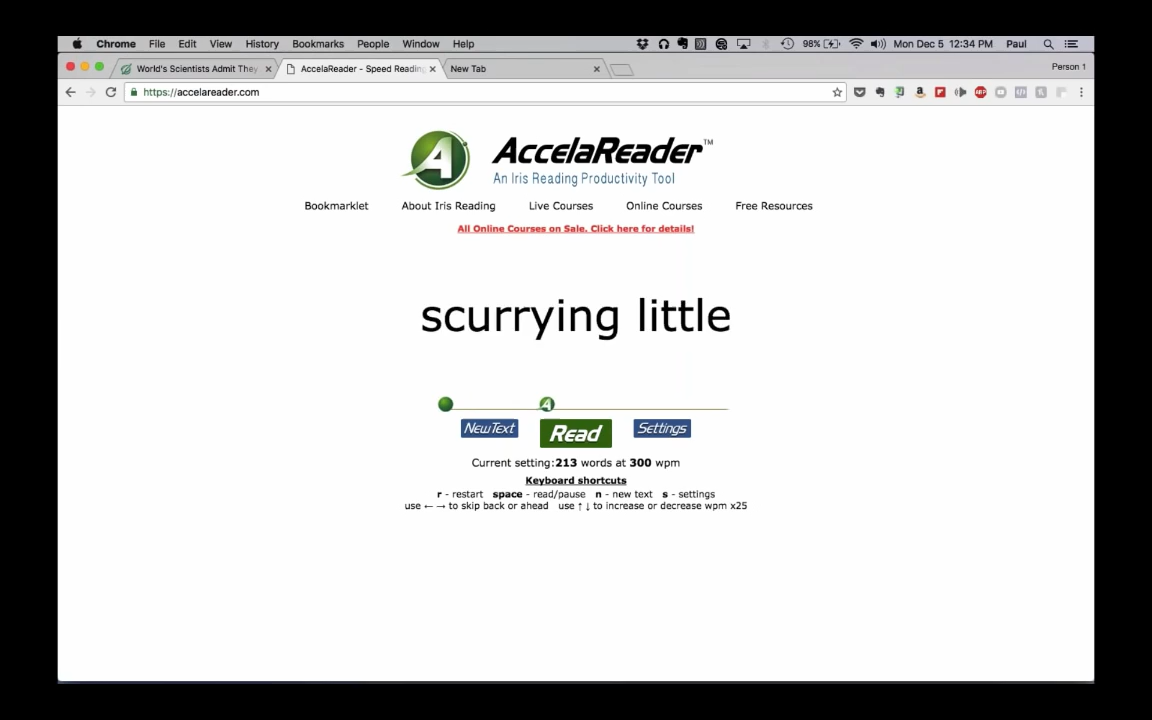 Chrome File Edit View History Bookmarks People Window Help 98% Mon Dec 5 12:34 PM Paul
World's Scientists Admit They AccelaReader - Speed Reading New Tab Person 1
https://accelareader.com
AccelaReader™
An Iris Reading Productivity Tool
Bookmarklet About Iris Reading Live Courses Online Courses Free Resources
All Online Courses on Sale. Click here for details!
scurrying little
NewText Read Settings
Current setting:213 words at 300 wpm
Keyboard shortcuts
r - restart space - read/pause n - new text s - settings
use ← → to skip back or ahead use ↑ ↓ to increase or decrease wpm x25